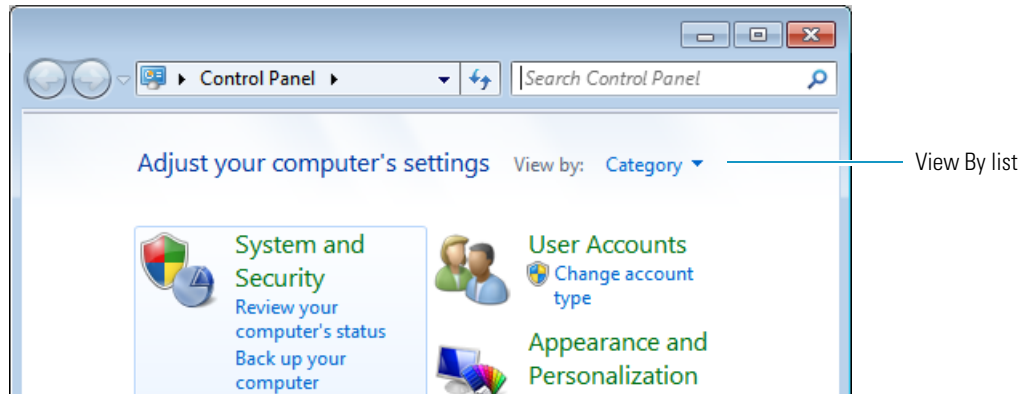 Control Panel
Search Control Panel
Adjust your computer's settings View by: Category
View By list
System and
Security
Review your
computer's status
Back up your
computer
User Accounts
Change account
type
Appearance and
Personalization